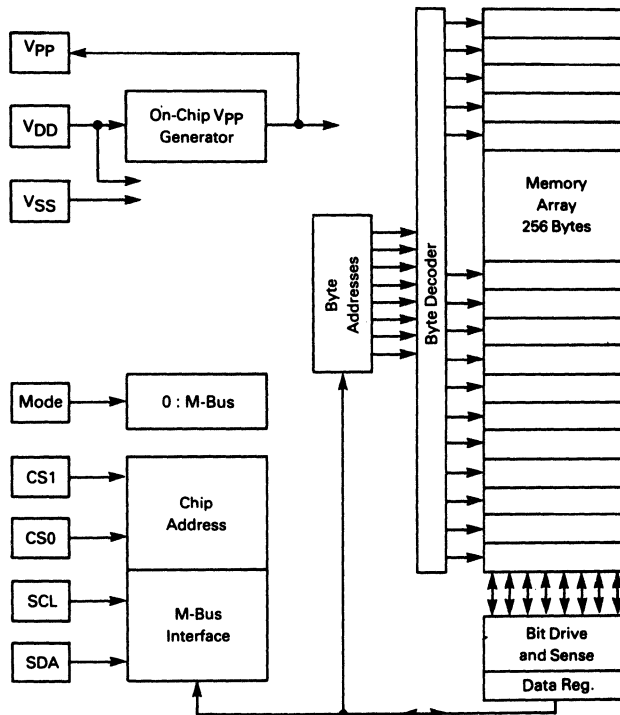 VPP
VDD
VSS
On-Chip VPP
Generator
Byte
Addresses
Byte Decoder
Memory
Array
256 Bytes
Mode
0 : M-Bus
CS1
CS0
SCL
SDA
Chip
Address
M-Bus
Interface
Bit Drive
and Sense
Data Reg.